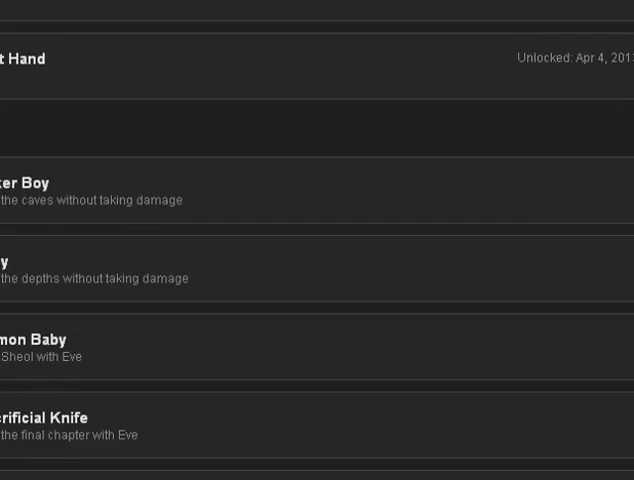 t Hand
Unlocked: Apr 4, 201
ker Boy
the caves without taking damage
y
the depths without taking damage
mon Baby
Sheol with Eve
rificial Knife
the final chapter with Eve